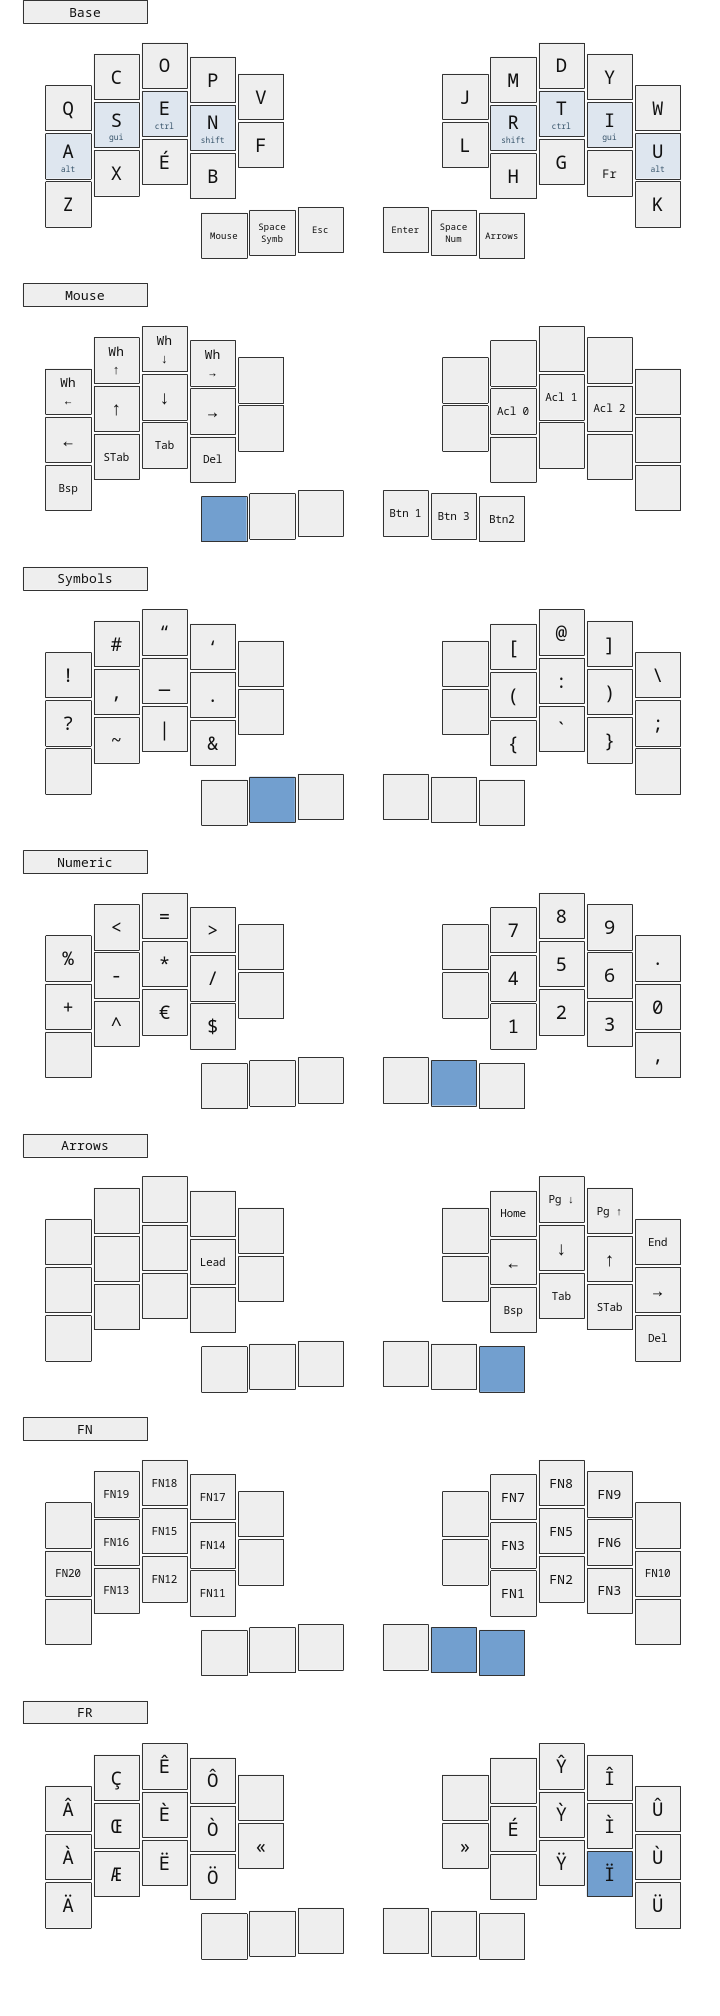 Base
Q C O P V J M D Y W
A S E N F L R T I U
alt gui ctrl shift shift ctrl gui alt
Z X É B H G Fr K
Mouse Space Symb Esc Enter Space Num Arrows
Mouse
Wh ← Wh ↑ Wh ↓ Wh →
← ↑ ↓ → Acl 0 Acl 1 Acl 2
Bsp STab Tab Del
Btn 1 Btn 3 Btn2
Symbols
! # “ ‘ [ @ ] \
? , _ . ( : ) ;
~ | & { ` }
Numeric
% < = > 7 8 9 .
+ - * / 4 5 6 0
^ € $ 1 2 3 ,
Arrows
Home Pg ↓ Pg ↑ End
Lead ← ↓ ↑ →
Bsp Tab STab Del
FN
FN19 FN18 FN17 FN7 FN8 FN9
FN20 FN16 FN15 FN14 FN3 FN5 FN6 FN10
FN13 FN12 FN11 FN1 FN2 FN3
FR
Â Ç Ê Ô Ŷ Î Û
À Œ È Ò « » É Ỳ Ì Ù
Ä Æ Ë Ö Ÿ Ï Ü